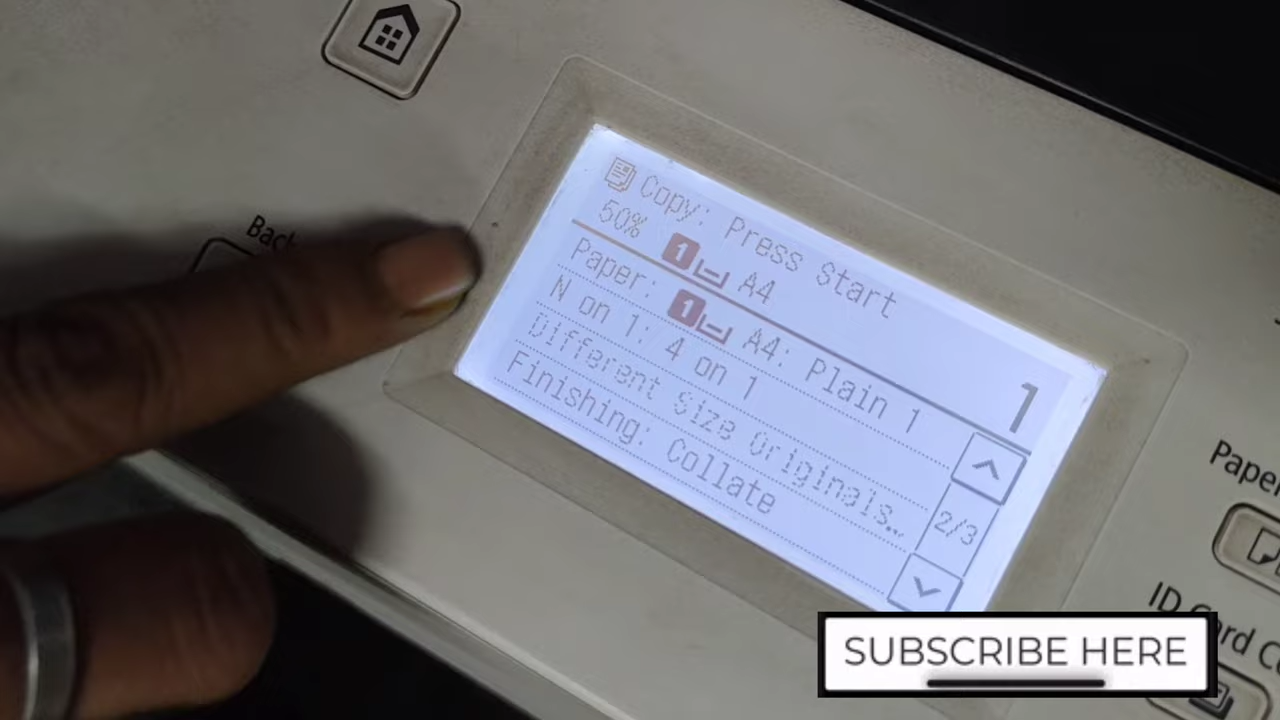 Back
Copy: Press Start
50% 1 A4
Paper: 1 A4: Plain 1
N on 1: 4 on 1
Different Size Originals…
Finishing: Collate
1
2/3
Paper
ID Card C
SUBSCRIBE HERE